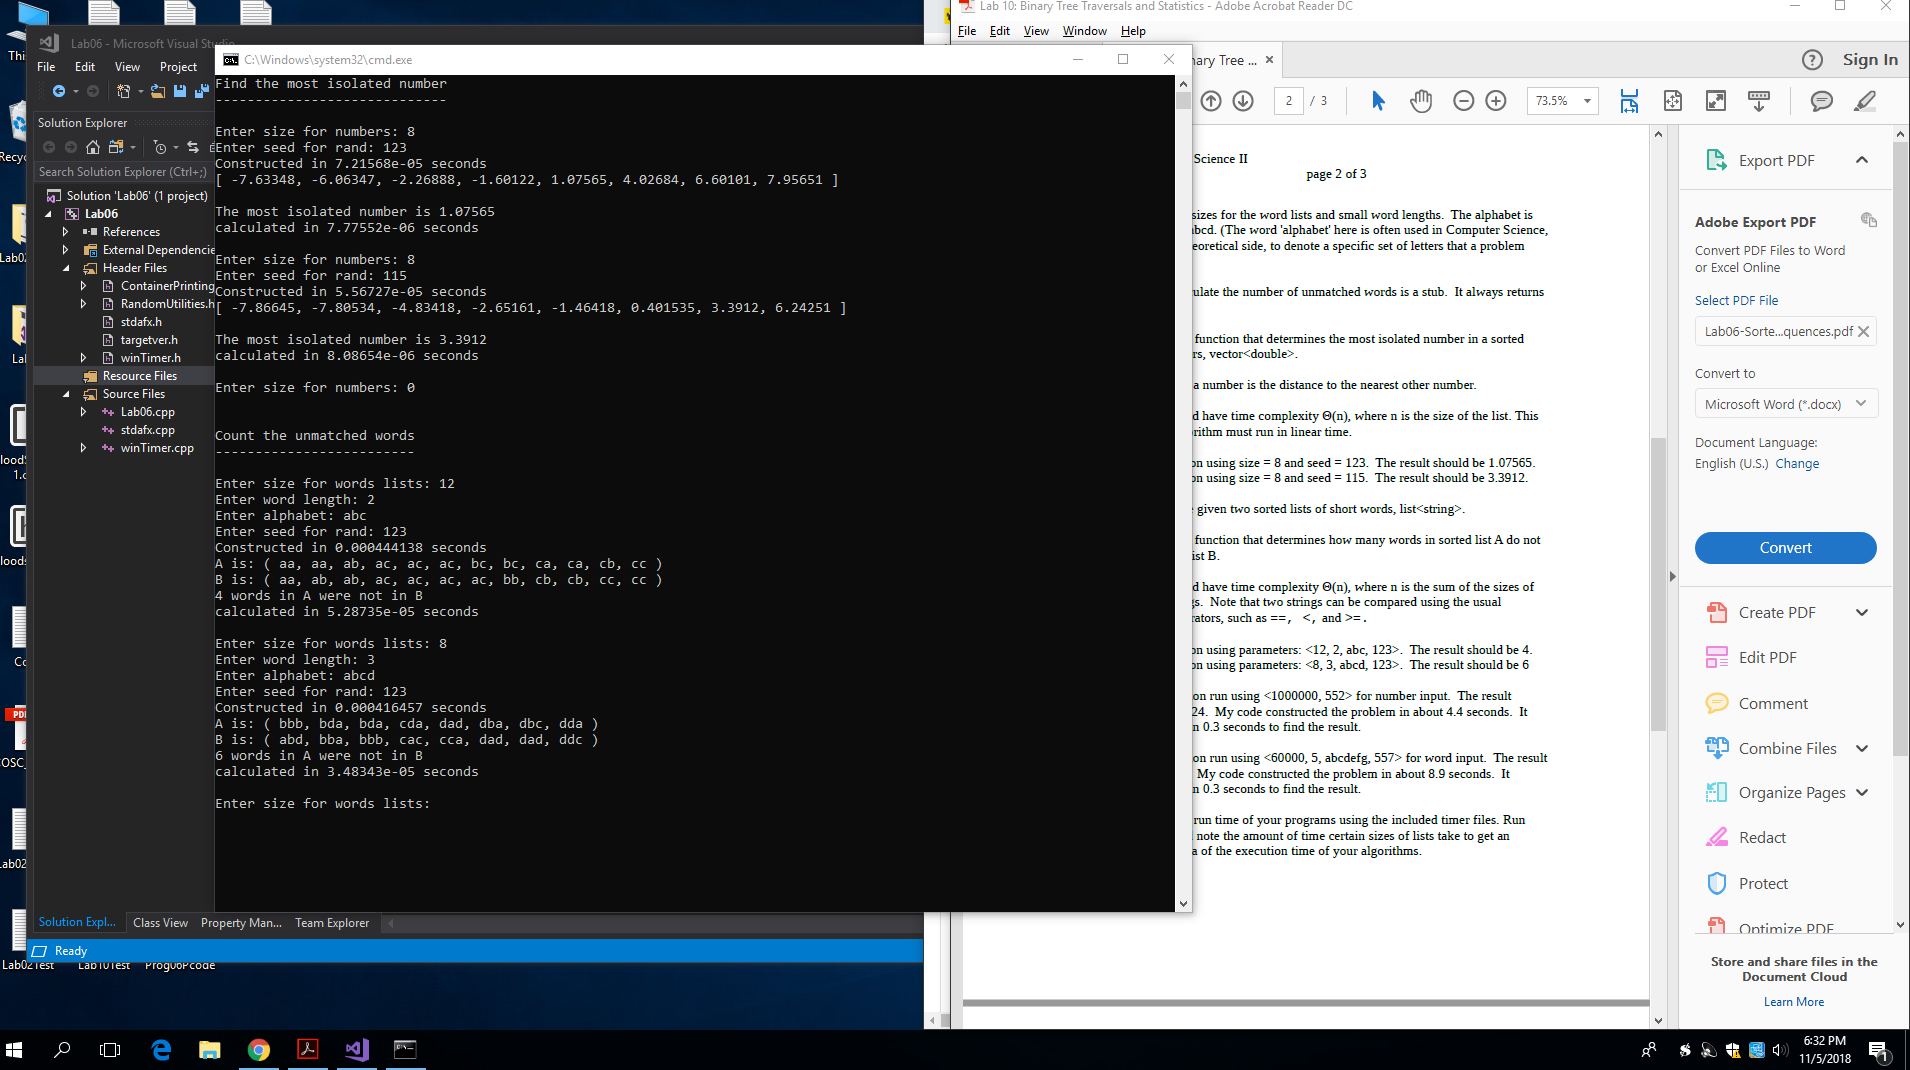 Lab06 - Microsoft Visual Studio
File Edit View Project
Solution Explorer
Search Solution Explorer (Ctrl+;)
Solution 'Lab06' (1 project)
Lab06
References
External Dependencie
Header Files
ContainerPrinting
RandomUtilities.h
stdafx.h
targetver.h
winTimer.h
Resource Files
Source Files
Lab06.cpp
stdafx.cpp
winTimer.cpp
Solution Expl... Class View Property Man... Team Explorer
Ready
Lab02Test Lab10Test Prog06Pcode
C:\Windows\system32\cmd.exe
Find the most isolated number
-----------------------------
Enter size for numbers: 8
Enter seed for rand: 123
Constructed in 7.21568e-05 seconds
[ -7.63348, -6.06347, -2.26888, -1.60122, 1.07565, 4.02684, 6.60101, 7.95651 ]
The most isolated number is 1.07565
calculated in 7.77552e-06 seconds
Enter size for numbers: 8
Enter seed for rand: 115
Constructed in 5.56727e-05 seconds
[ -7.86645, -7.80534, -4.83418, -2.65161, -1.46418, 0.401535, 3.3912, 6.24251 ]
The most isolated number is 3.3912
calculated in 8.08654e-06 seconds
Enter size for numbers: 0
Count the unmatched words
-------------------------
Enter size for words lists: 12
Enter word length: 2
Enter alphabet: abc
Enter seed for rand: 123
Constructed in 0.000444138 seconds
A is: ( aa, aa, ab, ac, ac, ac, bc, bc, ca, ca, cb, cc )
B is: ( aa, ab, ab, ac, ac, ac, ac, bb, cb, cb, cc, cc )
4 words in A were not in B
calculated in 5.28735e-05 seconds
Enter size for words lists: 8
Enter word length: 3
Enter alphabet: abcd
Enter seed for rand: 123
Constructed in 0.000416457 seconds
A is: ( bbb, bda, bda, cda, dad, dba, dbc, dda )
B is: ( abd, bba, bbb, cac, cca, dad, dad, ddc )
6 words in A were not in B
calculated in 3.48343e-05 seconds
Enter size for words lists:
Lab 10: Binary Tree Traversals and Statistics - Adobe Acrobat Reader DC
File Edit View Window Help
nary Tree ...
Sign In
2 / 3 73.5%
Science II
page 2 of 3
sizes for the word lists and small word lengths. The alphabet is
abcd. (The word 'alphabet' here is often used in Computer Science,
eoretical side, to denote a specific set of letters that a problem
ulate the number of unmatched words is a stub. It always returns
function that determines the most isolated number in a sorted
rs, vector<double>.
a number is the distance to the nearest other number.
d have time complexity Θ(n), where n is the size of the list. This
rithm must run in linear time.
on using size = 8 and seed = 123. The result should be 1.07565.
on using size = 8 and seed = 115. The result should be 3.3912.
given two sorted lists of short words, list<string>.
function that determines how many words in sorted list A do not
ist B.
d have time complexity Θ(n), where n is the sum of the sizes of
gs. Note that two strings can be compared using the usual
rators, such as ==, <, and >=.
on using parameters: <12, 2, abc, 123>. The result should be 4.
on using parameters: <8, 3, abcd, 123>. The result should be 6
on run using <1000000, 552> for number input. The result
24. My code constructed the problem in about 4.4 seconds. It
n 0.3 seconds to find the result.
on run using <60000, 5, abcdefg, 557> for word input. The result
My code constructed the problem in about 8.9 seconds. It
n 0.3 seconds to find the result.
run time of your programs using the included timer files. Run
note the amount of time certain sizes of lists take to get an
a of the execution time of your algorithms.
Export PDF
Adobe Export PDF
Convert PDF Files to Word
or Excel Online
Select PDF File
Lab06-Sorte...quences.pdf
Convert to
Microsoft Word (*.docx)
Document Language:
English (U.S.) Change
Convert
Create PDF
Edit PDF
Comment
Combine Files
Organize Pages
Redact
Protect
Optimize PDF
Store and share files in the
Document Cloud
Learn More
6:32 PM
11/5/2018
1